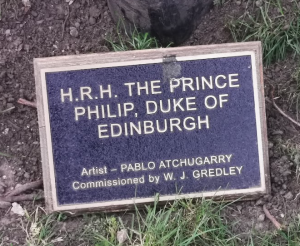 H.R.H. THE PRINCE
PHILIP, DUKE OF
EDINBURGH
Artist – PABLO ATCHUGARRY
Commissioned by W. J. GREDLEY